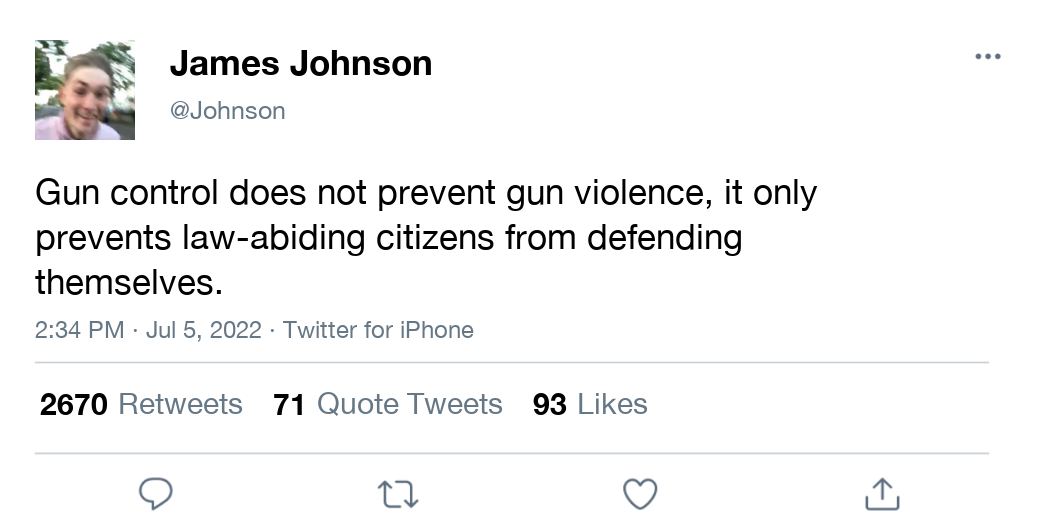 James Johnson
@Johnson
Gun control does not prevent gun violence, it only
prevents law-abiding citizens from defending
themselves.
2:34 PM · Jul 5, 2022 · Twitter for iPhone
2670 Retweets 71 Quote Tweets 93 Likes